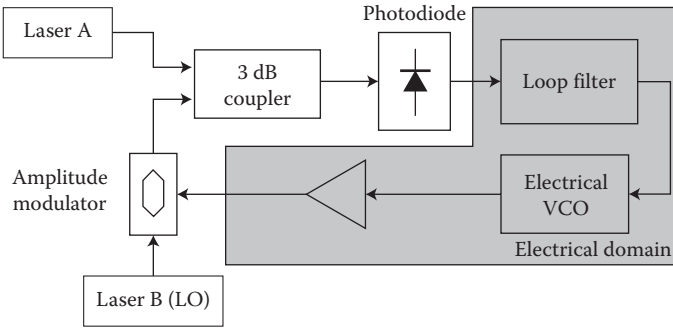 Laser A
3 dB
coupler
Photodiode
Loop filter
Amplitude
modulator
Electrical
VCO
Electrical domain
Laser B (LO)